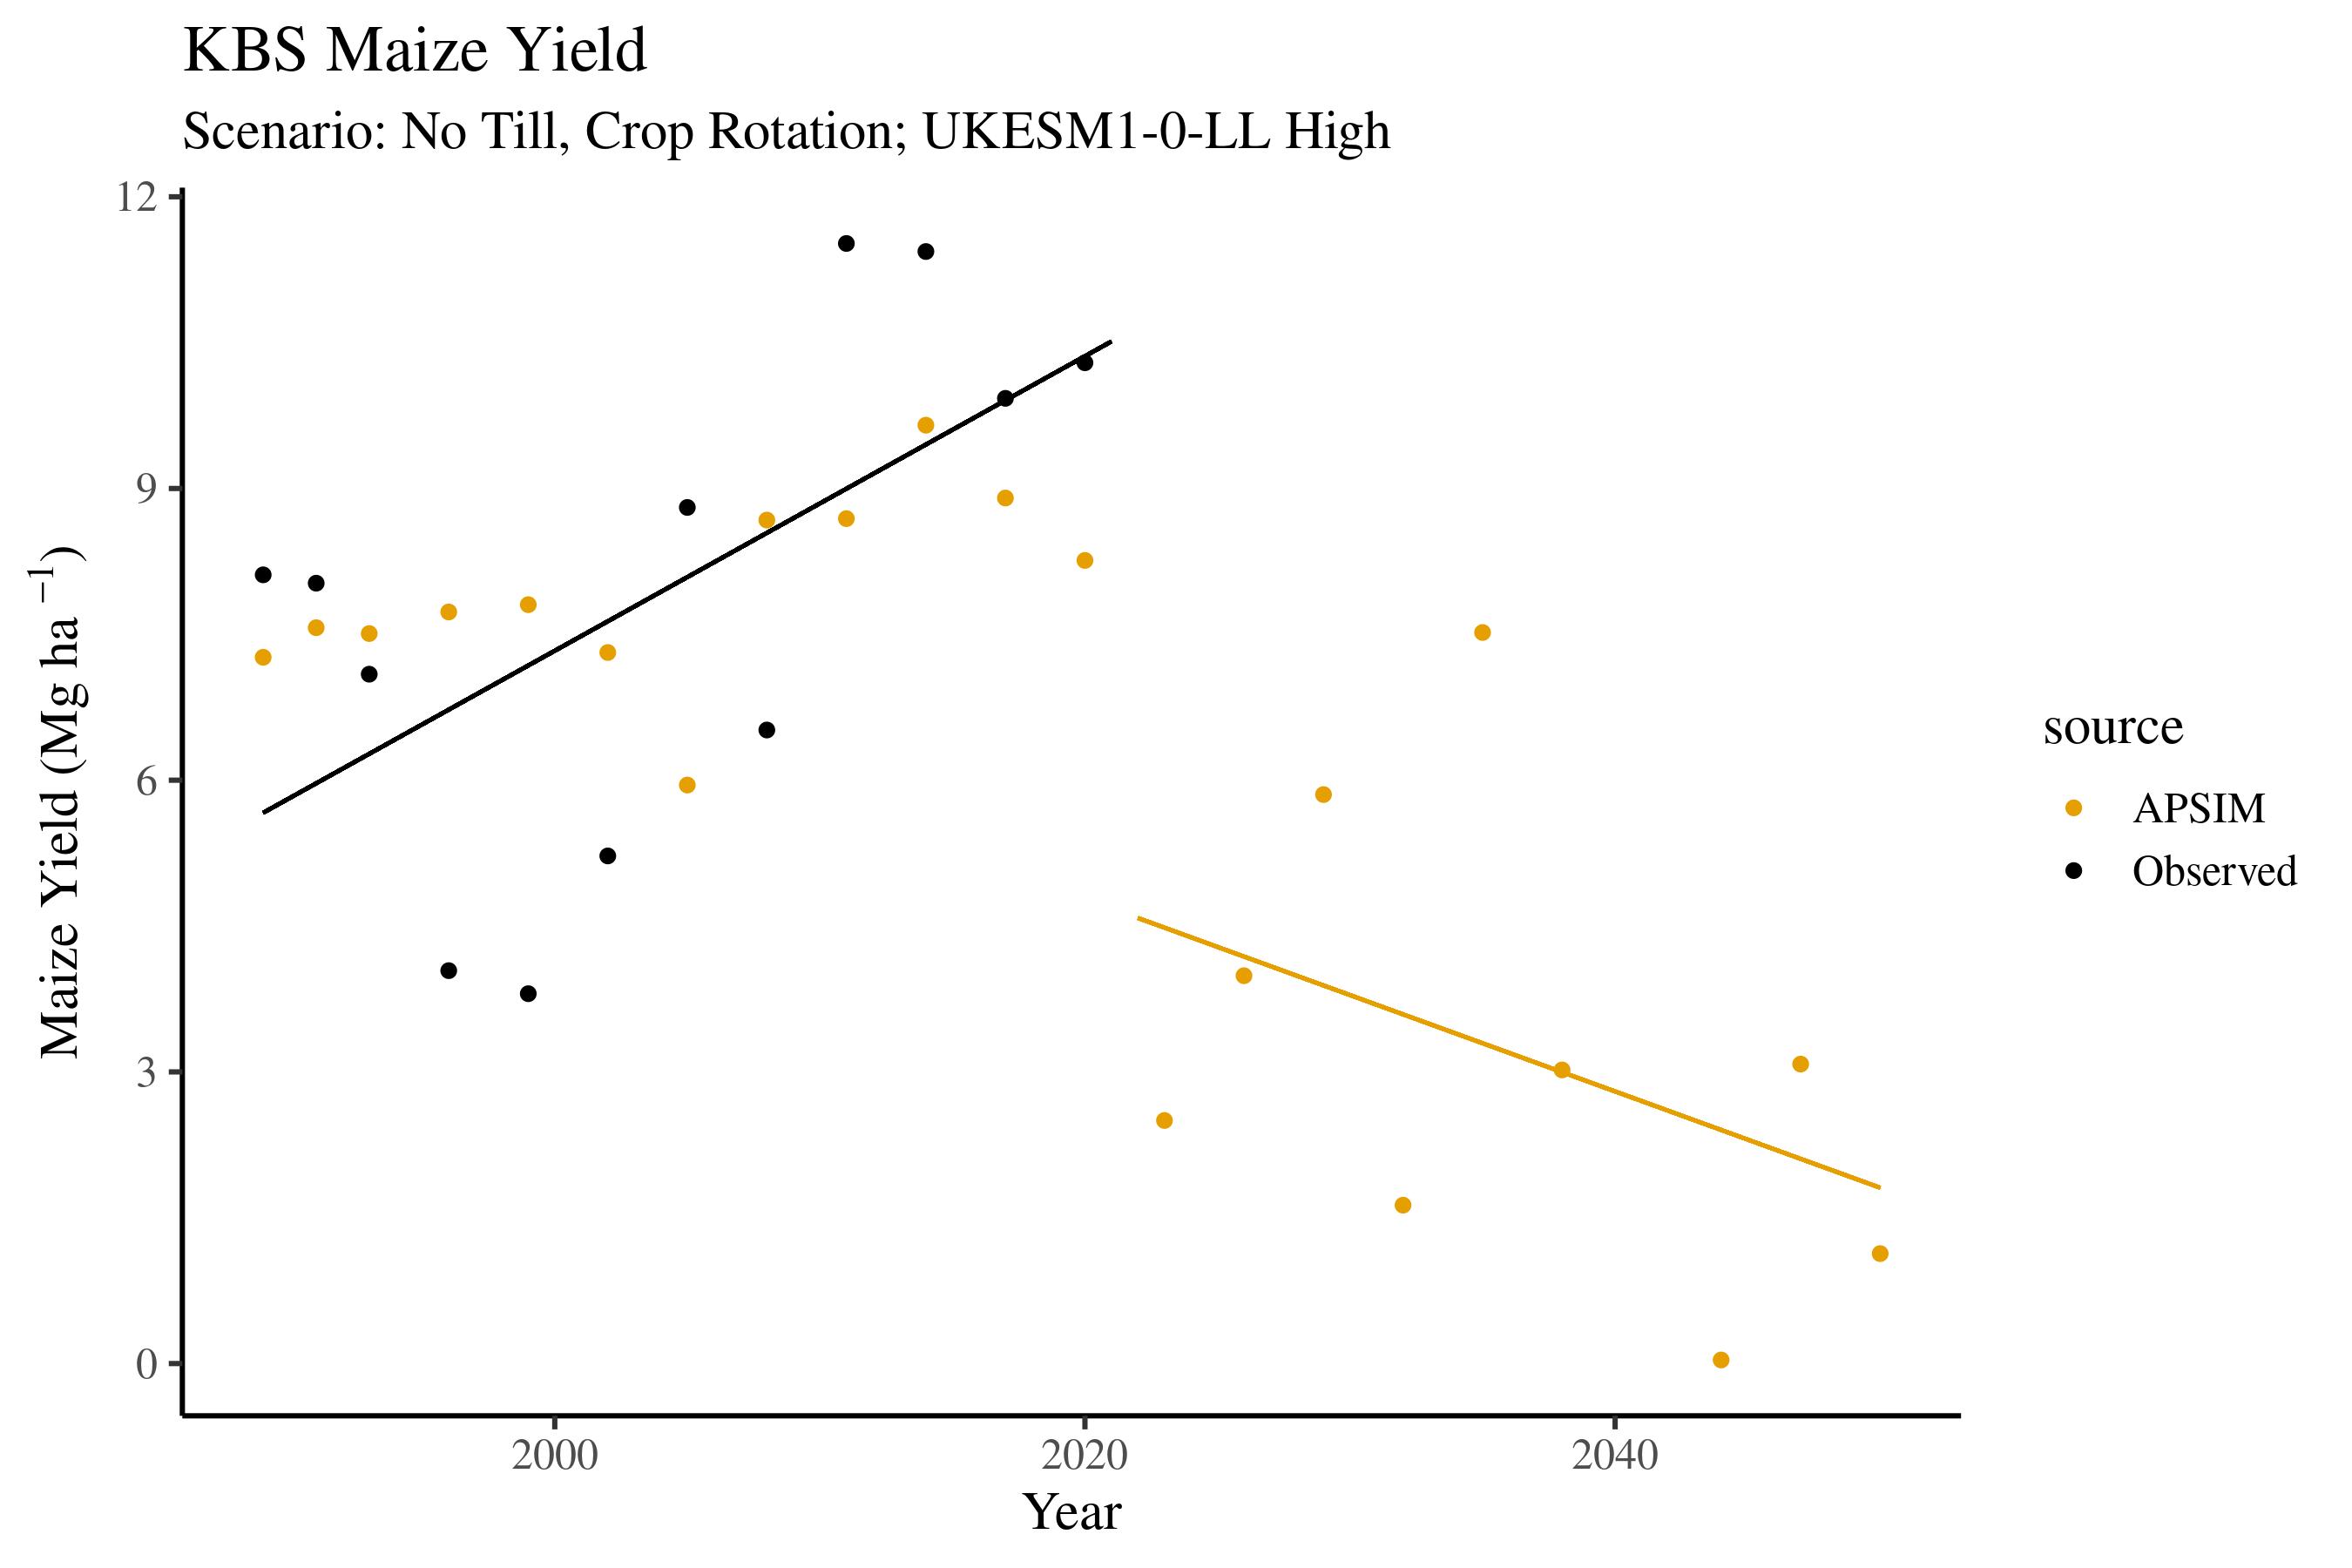 KBS Maize Yield
Scenario: No Till, Crop Rotation; UKESM1-0-LL High
12
9
6
3
0
Maize Yield (Mg ha −1)
2000 2020 2040
Year
source
APSIM
Observed